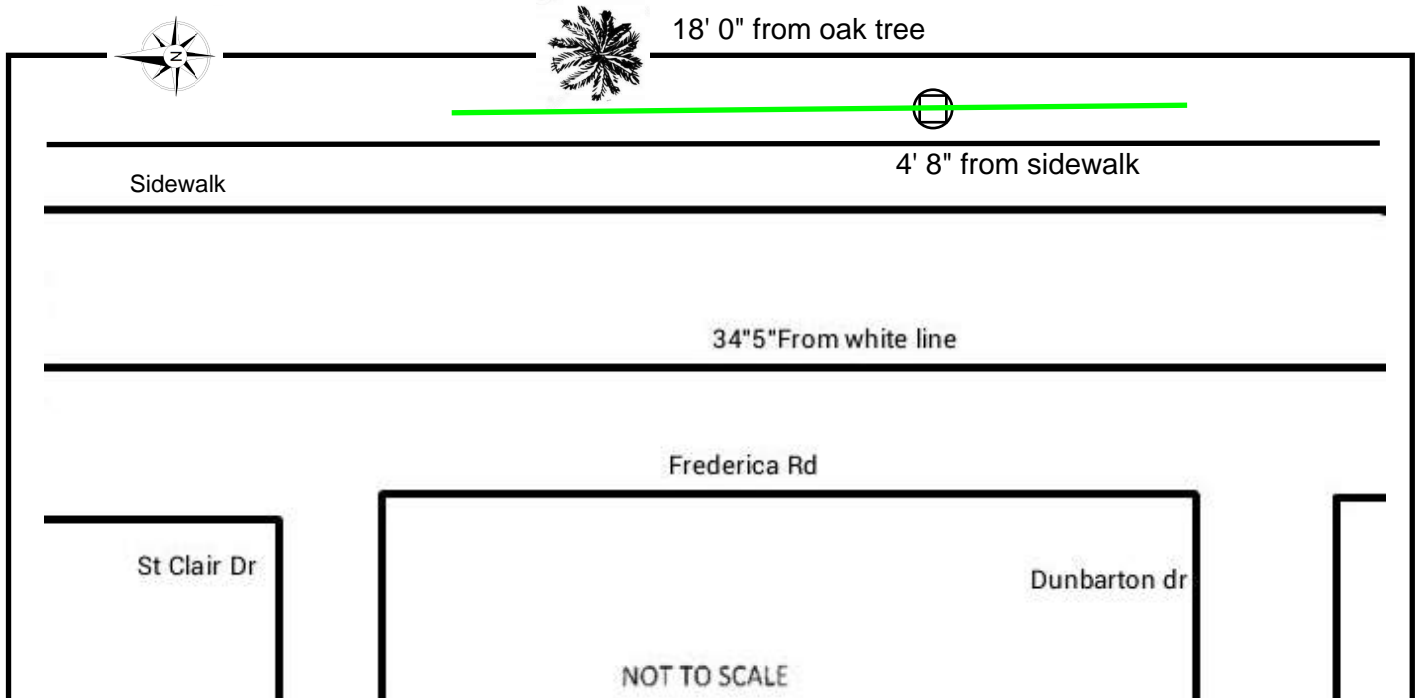 18' 0" from oak tree
N
4' 8" from sidewalk
Sidewalk
34"5"From white line
Frederica Rd
St Clair Dr
Dunbarton dr
NOT TO SCALE